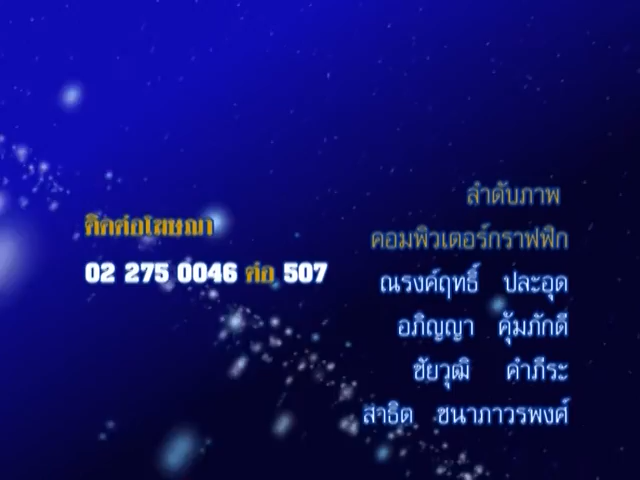 ติดต่อโฆษณา
02 275 0046 ต่อ 507
ลำดับภาพ
คอมพิวเตอร์กราฟฟิก
ณรงค์ฤทธิ์ ปละอุด
อภิญญา คุ้มภักดี
ชัยวุฒิ คำภีระ
สาธิต ชนาภาวรพงศ์